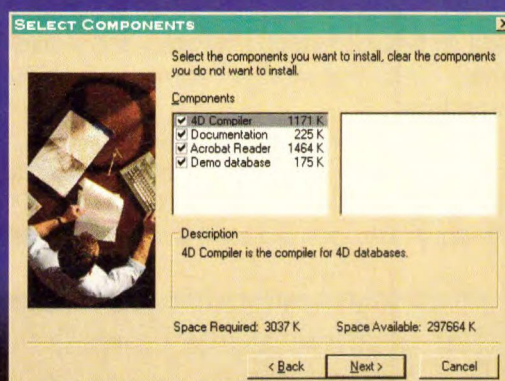 SELECT COMPONENTS
Select the components you want to install, clear the components
you do not want to install.
Components
4D Compiler 1171 K
Documentation 225 K
Acrobat Reader 1464 K
Demo database 175 K
Description
4D Compiler is the compiler for 4D databases.
Space Required: 3037 K Space Available: 297664 K
< Back Next > Cancel